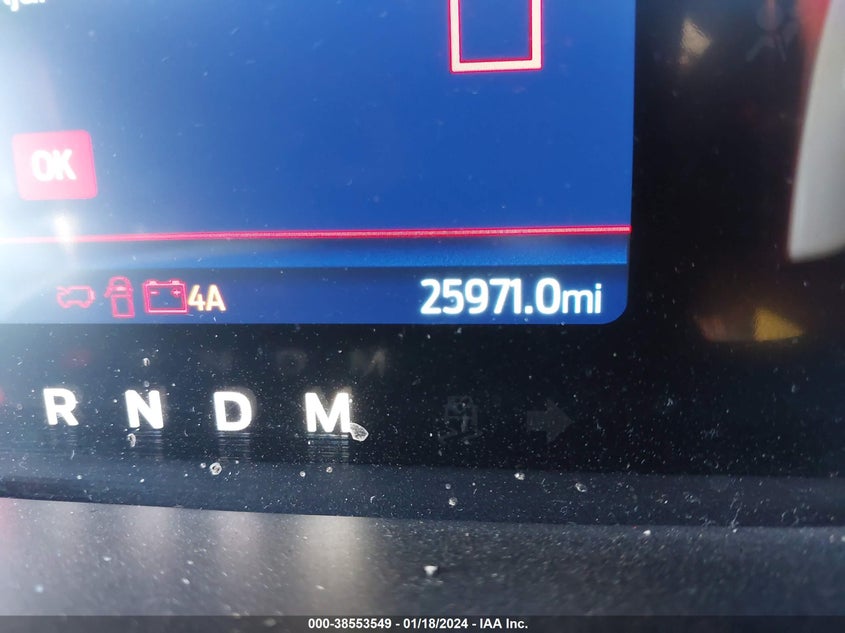 OK
4A 25971.0mi
R N D M
000-38553549 - 01/18/2024 - IAA Inc.